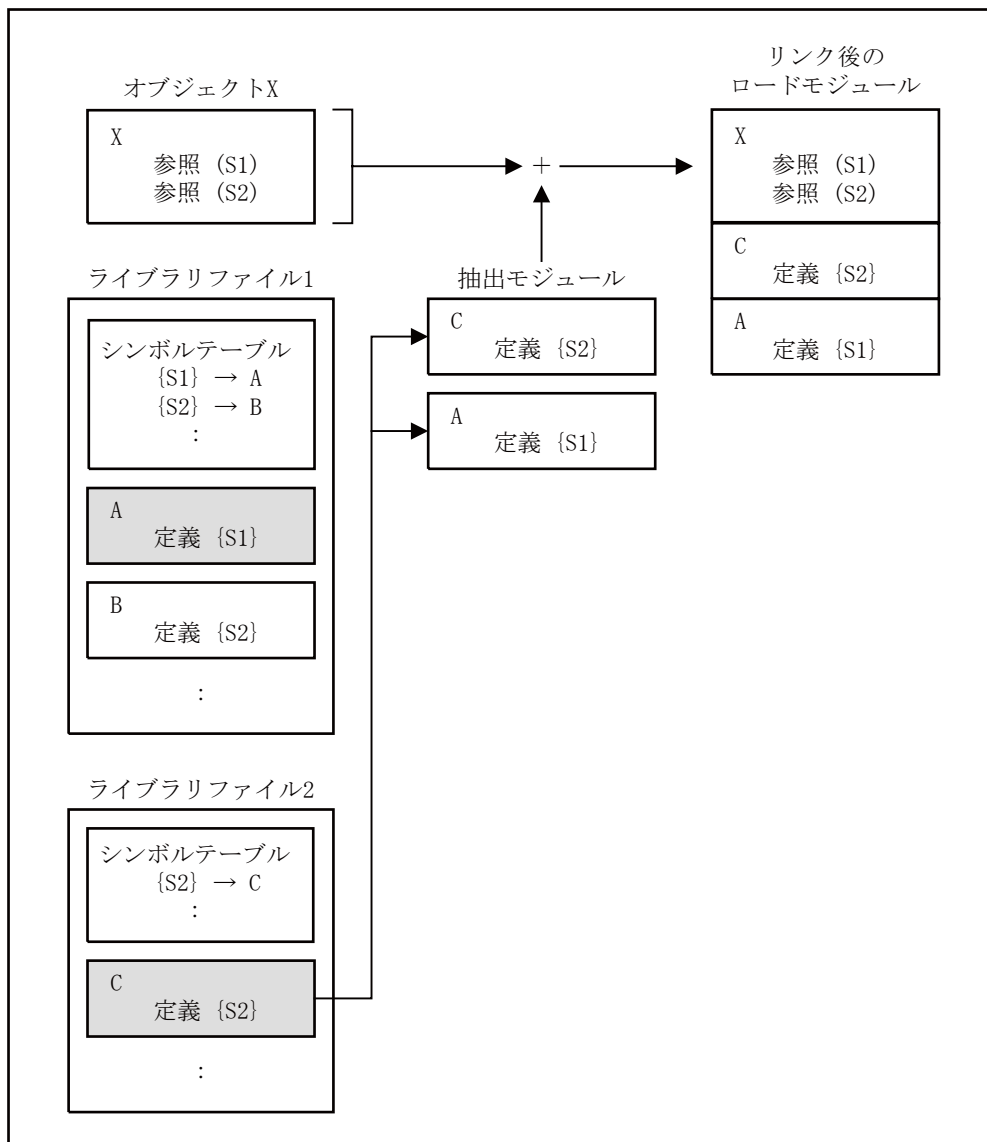 オブジェクトX
X
参照 (S1)
参照 (S2)
+
リンク後の
ロードモジュール
X
参照 (S1)
参照 (S2)
C
定義 {S2}
A
定義 {S1}
ライブラリファイル1
シンボルテーブル
{S1} → A
{S2} → B
:
A
定義 {S1}
B
定義 {S2}
:
抽出モジュール
C
定義 {S2}
A
定義 {S1}
ライブラリファイル2
シンボルテーブル
{S2} → C
:
C
定義 {S2}
: